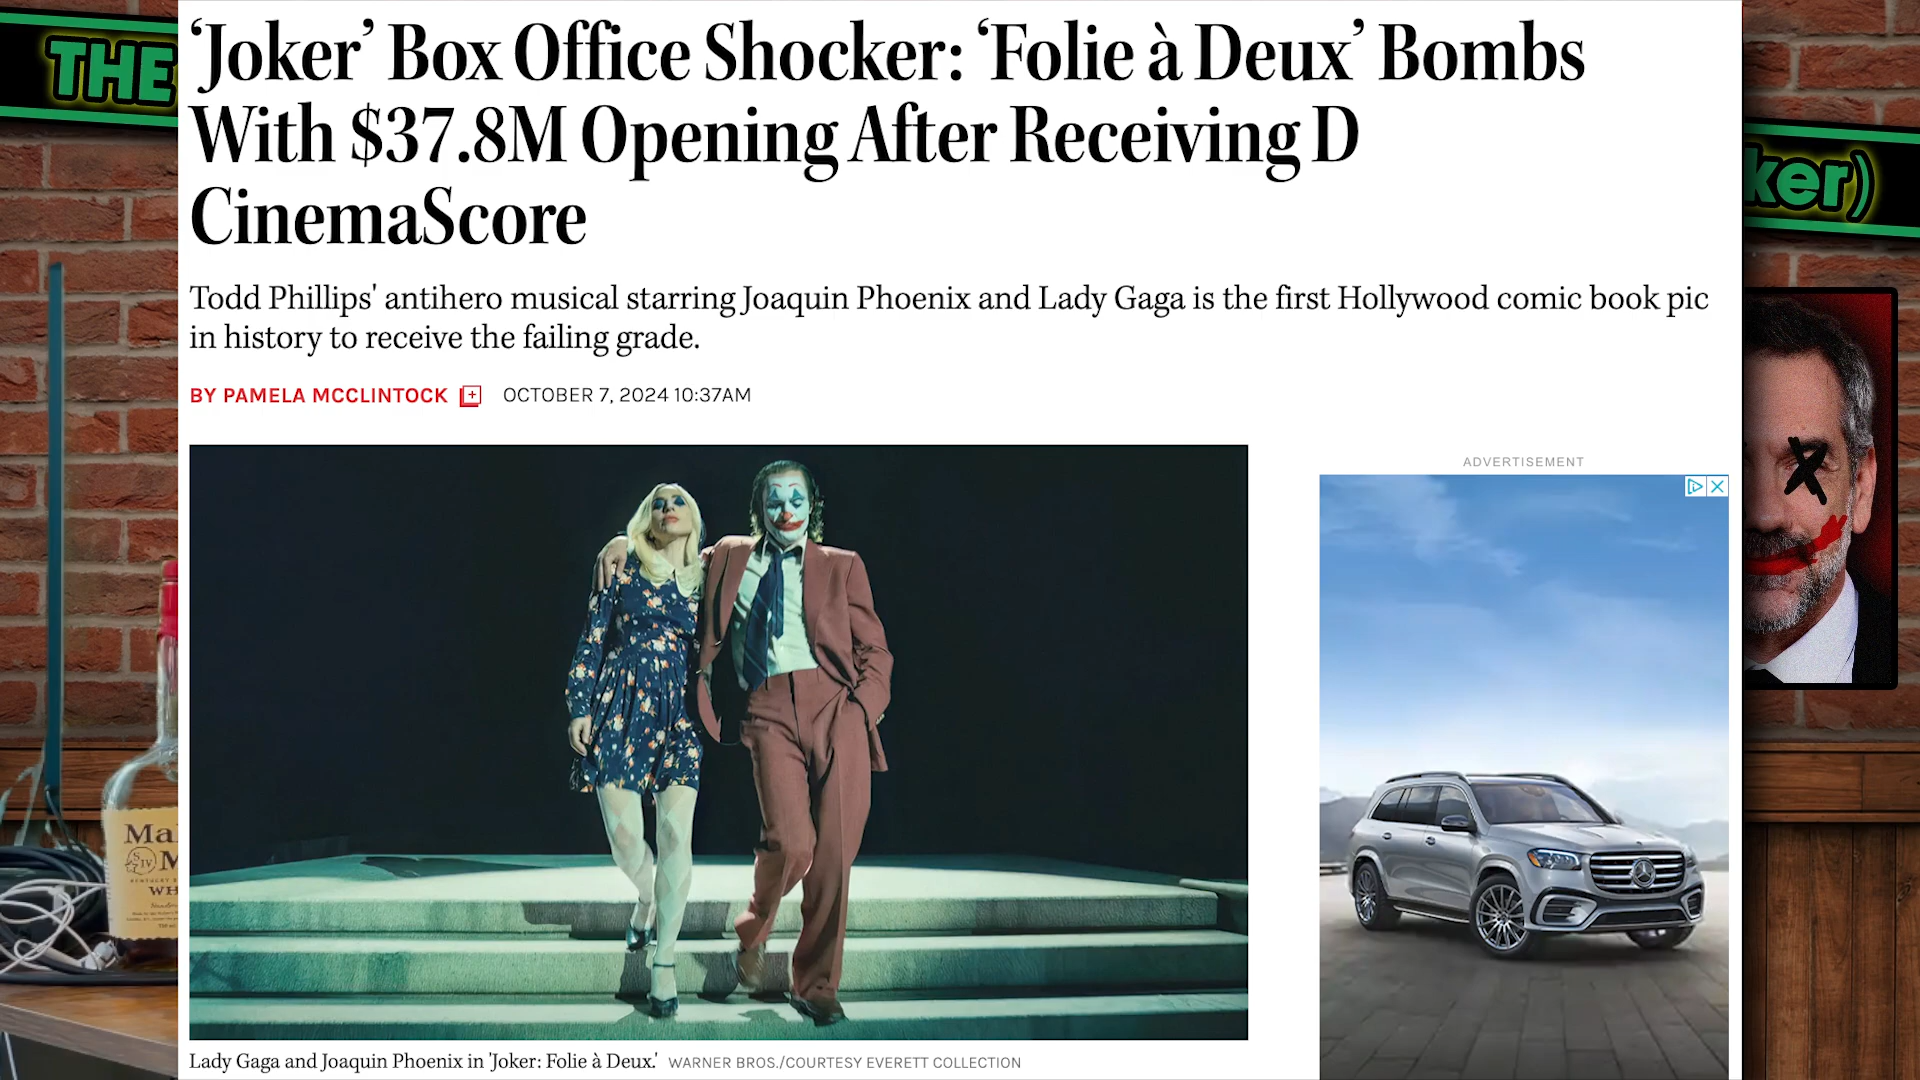 THE
‘Joker’ Box Office Shocker: ‘Folie à Deux’ Bombs
With $37.8M Opening After Receiving D
CinemaScore
Todd Phillips' antihero musical starring Joaquin Phoenix and Lady Gaga is the first Hollywood comic book pic
in history to receive the failing grade.
BY PAMELA MCCLINTOCK OCTOBER 7, 2024 10:37AM
ker)
ADVERTISEMENT
Ma
S IV
M
WH
Lady Gaga and Joaquin Phoenix in 'Joker: Folie à Deux.' WARNER BROS./COURTESY EVERETT COLLECTION